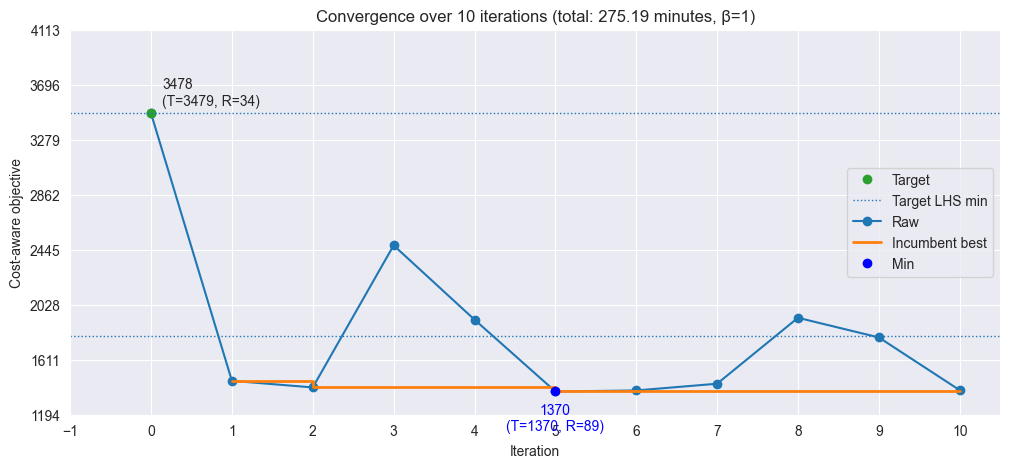 Convergence over 10 iterations (total: 275.19 minutes, β=1)
4113
3696
3279
2862
2445
2028
1611
1194
Cost-aware objective
3478
(T=3479, R=34)
Target
Target LHS min
Raw
Incumbent best
Min
1370
(T=1370, R=89)
−1
0
1
2
3
4
5
6
7
8
9
10
Iteration